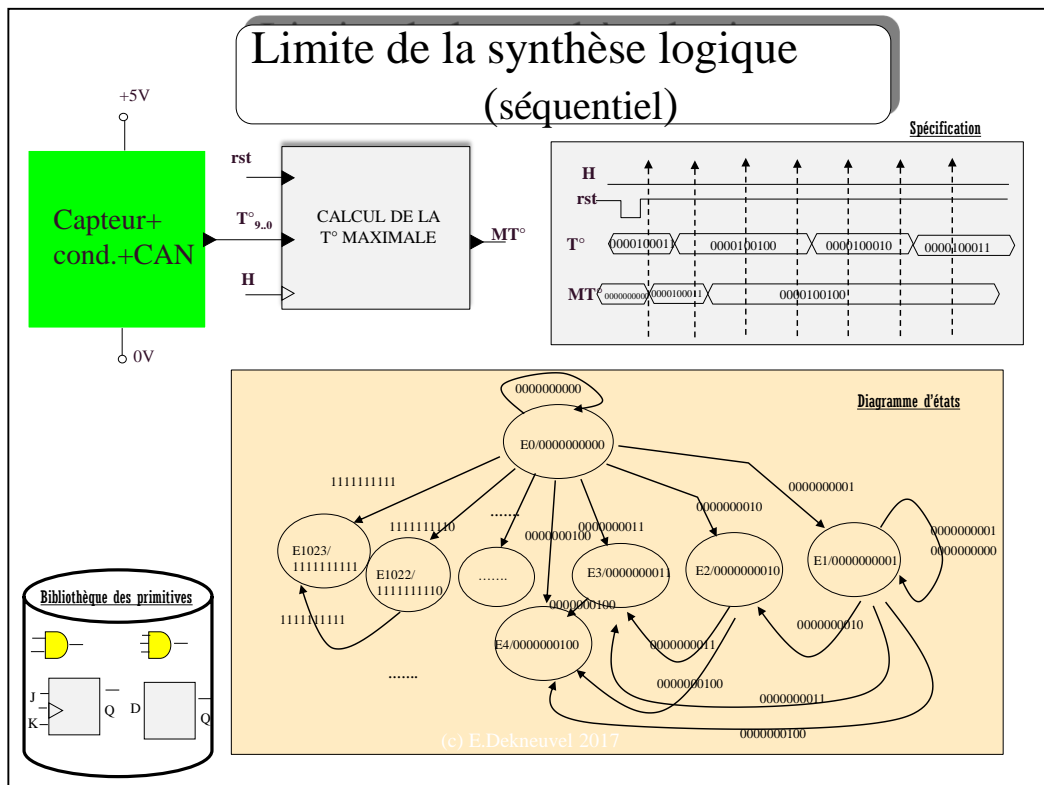 Limite de la synthèse logique
(séquentiel)
+5V
Capteur+
cond.+CAN
0V
rst
T°9..0
H
CALCUL DE LA
T° MAXIMALE
MT°
Spécification
H
rst
T°
000010001
0000100100
0000100010
0000100011
MT°
000000000
0000100011
0000100100
Diagramme d'états
0000000000
E0/0000000000
1111111111
1111111110
.......
0000000100
0000000011
0000000010
0000000001
0000000001
0000000000
E1023/
1111111111
E1022/
1111111110
.......
E3/0000000011
E2/0000000010
E1/0000000001
0000000100
E4/0000000100
1111111111
.......
0000000011
0000000100
0000000010
0000000011
0000000100
Bibliothèque des primitives
J
K
Q
D
Q
(c) E.Dekneuvel 2017